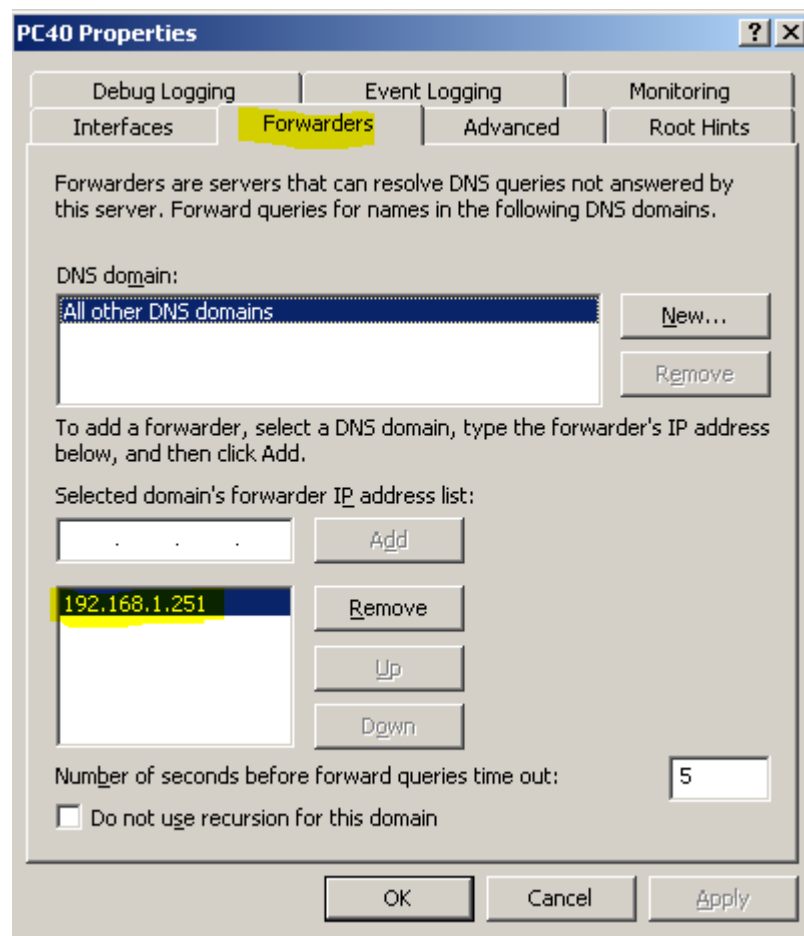 PC40 Properties
Debug Logging Event Logging Monitoring
Interfaces Forwarders Advanced Root Hints
Forwarders are servers that can resolve DNS queries not answered by
this server. Forward queries for names in the following DNS domains.
DNS domain:
All other DNS domains
New...
Remove
To add a forwarder, select a DNS domain, type the forwarder's IP address
below, and then click Add.
Selected domain's forwarder IP address list:
. . . Add
192.168.1.251 Remove
Up
Down
Number of seconds before forward queries time out: 5
Do not use recursion for this domain
OK Cancel Apply